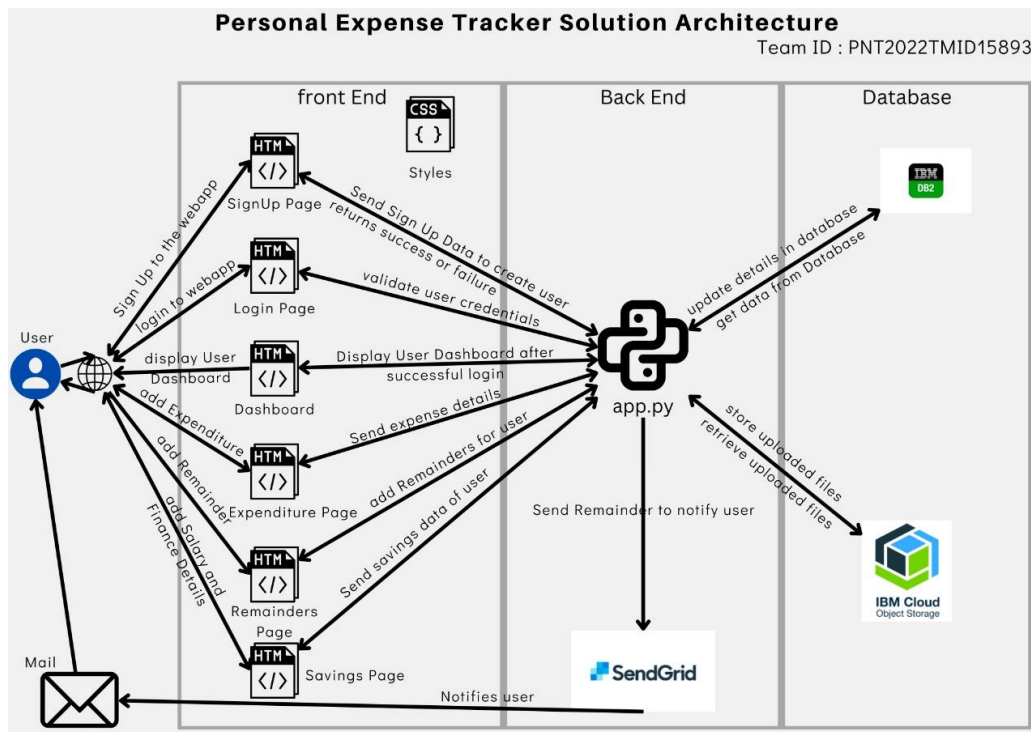 Personal Expense Tracker Solution Architecture
Team ID : PNT2022TMID15893
front End
Back End
Database
CSS
{ }
Styles
HTM
</>
SignUp Page
IBM
DB2
Sign Up to the webapp
Send Sign Up Data to create user
returns success or failure
update details in database
get data from Database
HTM
</>
Login Page
login to webapp
validate user credentials
User
display User
Dashboard
HTM
</>
Dashboard
Display User Dashboard after
successful login
app.py
add Expenditure
HTM
</>
Expenditure Page
Send expense details
store uploaded files
retrieve uploaded files
add Remainder
HTM
</>
Remainders
Page
add Remainders for user
Send Remainder to notify user
IBM Cloud
Object Storage
add Salary and
Finance Details
HTM
</>
Savings Page
Send savings data of user
SendGrid
Mail
Notifies user